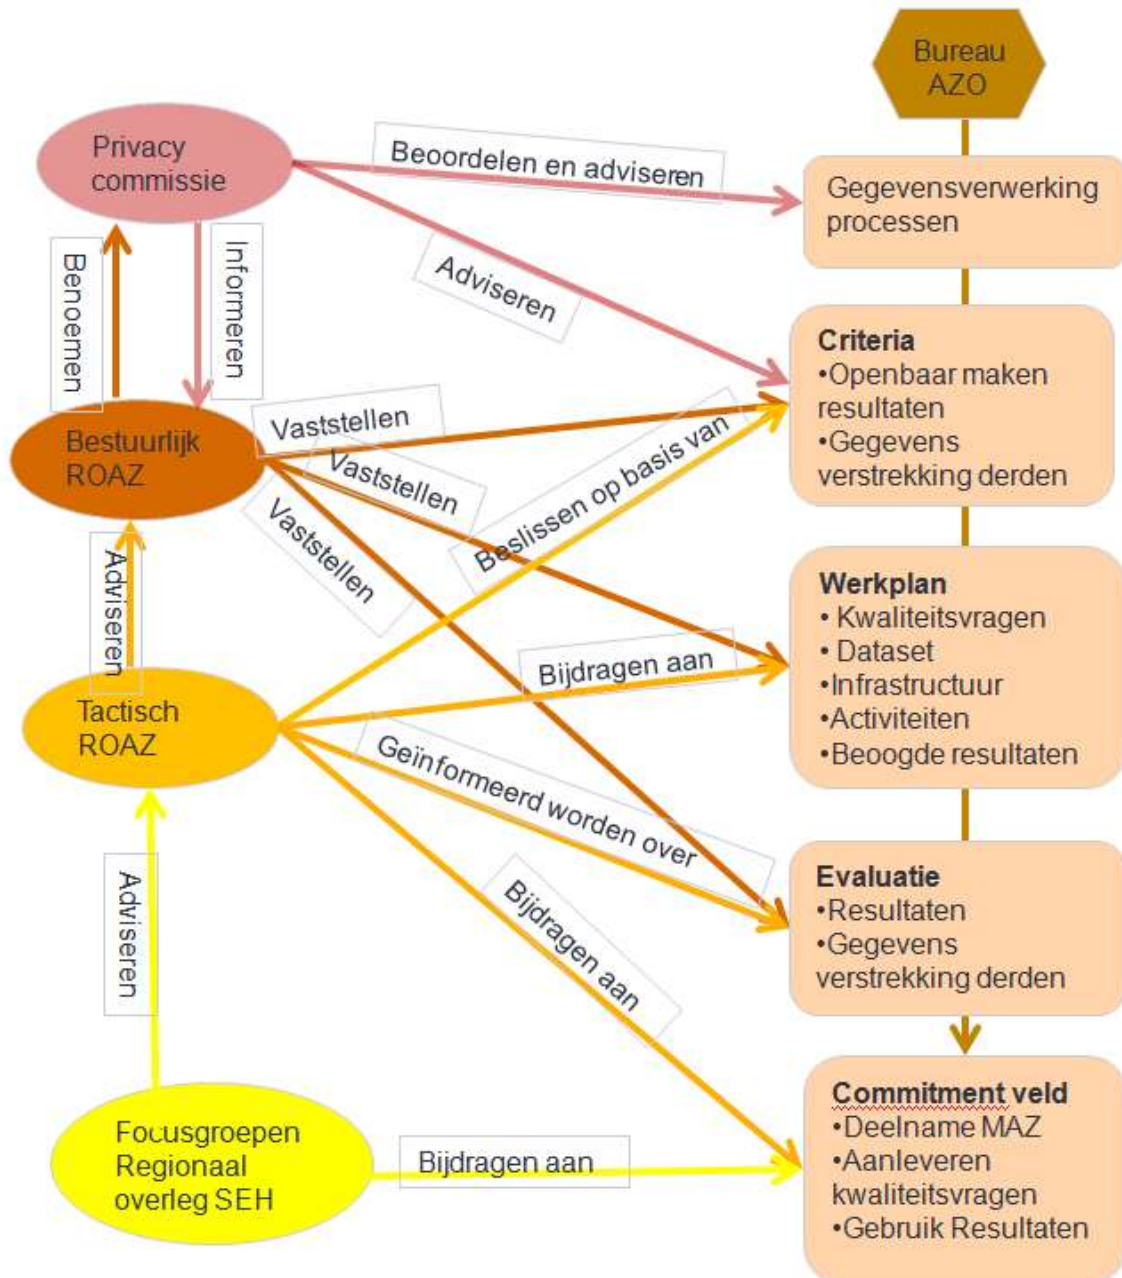 Bureau
AZO
Privacy
commissie
Beoordelen en adviseren
Gegevensverwerking
processen
Benoemen
Informeren
Adviseren
Criteria
•Openbaar maken
resultaten
•Gegevens
verstrekking derden
Bestuurlijk
ROAZ
Vaststellen
Vaststellen
Vaststellen
Beslissen op basis van
Adviseren
Werkplan
• Kwaliteitsvragen
• Dataset
•Infrastructuur
•Activiteiten
•Beoogde resultaten
Tactisch
ROAZ
Bijdragen aan
Geïnformeerd worden over
Bijdragen aan
Evaluatie
•Resultaten
•Gegevens
verstrekking derden
Adviseren
Focusgroepen
Regionaal
overleg SEH
Bijdragen aan
Commitment veld
•Deelname MAZ
•Aanleveren
kwaliteitsvragen
•Gebruik Resultaten